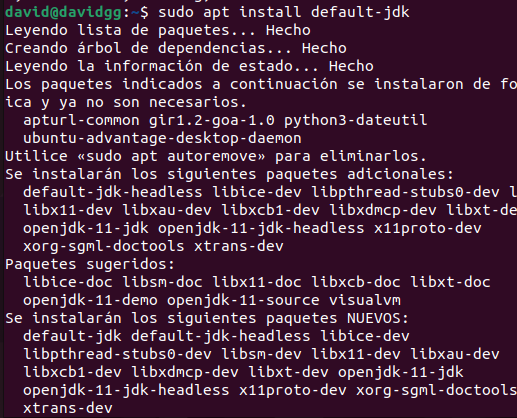 david@davidgg:~$ sudo apt install default-jdk
Leyendo lista de paquetes... Hecho
Creando árbol de dependencias... Hecho
Leyendo la información de estado... Hecho
Los paquetes indicados a continuación se instalaron de fo
ica y ya no son necesarios.
apturl-common gir1.2-goa-1.0 python3-dateutil
ubuntu-advantage-desktop-daemon
Utilice «sudo apt autoremove» para eliminarlos.
Se instalarán los siguientes paquetes adicionales:
default-jdk-headless libice-dev libpthread-stubs0-dev l
libx11-dev libxau-dev libxcb1-dev libxdmcp-dev libxt-de
openjdk-11-jdk openjdk-11-jdk-headless x11proto-dev
xorg-sgml-doctools xtrans-dev
Paquetes sugeridos:
libice-doc libsm-doc libx11-doc libxcb-doc libxt-doc
openjdk-11-demo openjdk-11-source visualvm
Se instalarán los siguientes paquetes NUEVOS:
default-jdk default-jdk-headless libice-dev
libpthread-stubs0-dev libsm-dev libx11-dev libxau-dev
libxcb1-dev libxdmcp-dev libxt-dev openjdk-11-jdk
openjdk-11-jdk-headless x11proto-dev xorg-sgml-doctools
xtrans-dev